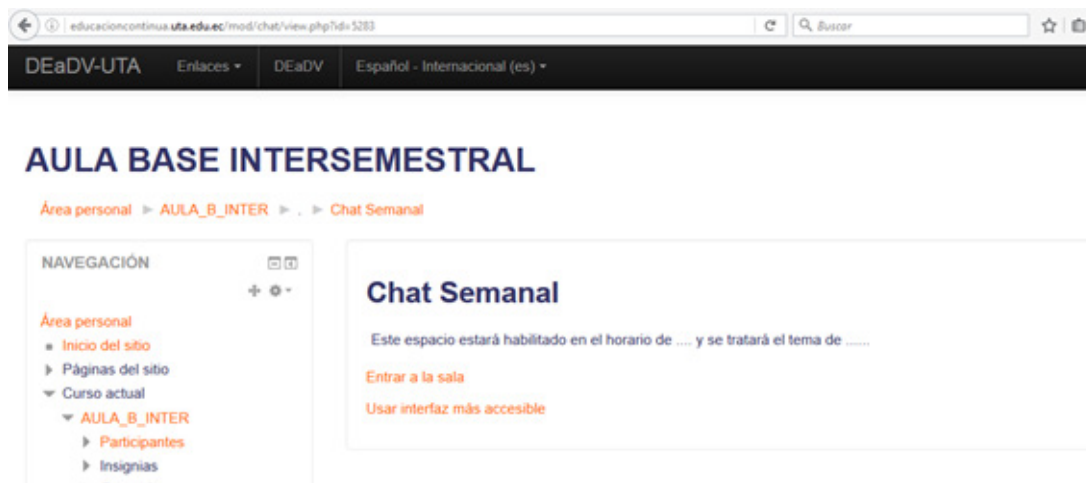 educacioncontinua.uta.edu.ec/mod/chat/view.php?id=5283 Buscar
DEaDV-UTA Enlaces DEaDV Español - Internacional (es)
AULA BASE INTERSEMESTRAL
Área personal AULA_B_INTER . Chat Semanal
NAVEGACIÓN
Área personal
Inicio del sitio
Páginas del sitio
Curso actual
AULA_B_INTER
Participantes
Insignias
Chat Semanal
Este espacio estará habilitado en el horario de .... y se tratará el tema de ......
Entrar a la sala
Usar interfaz más accesible